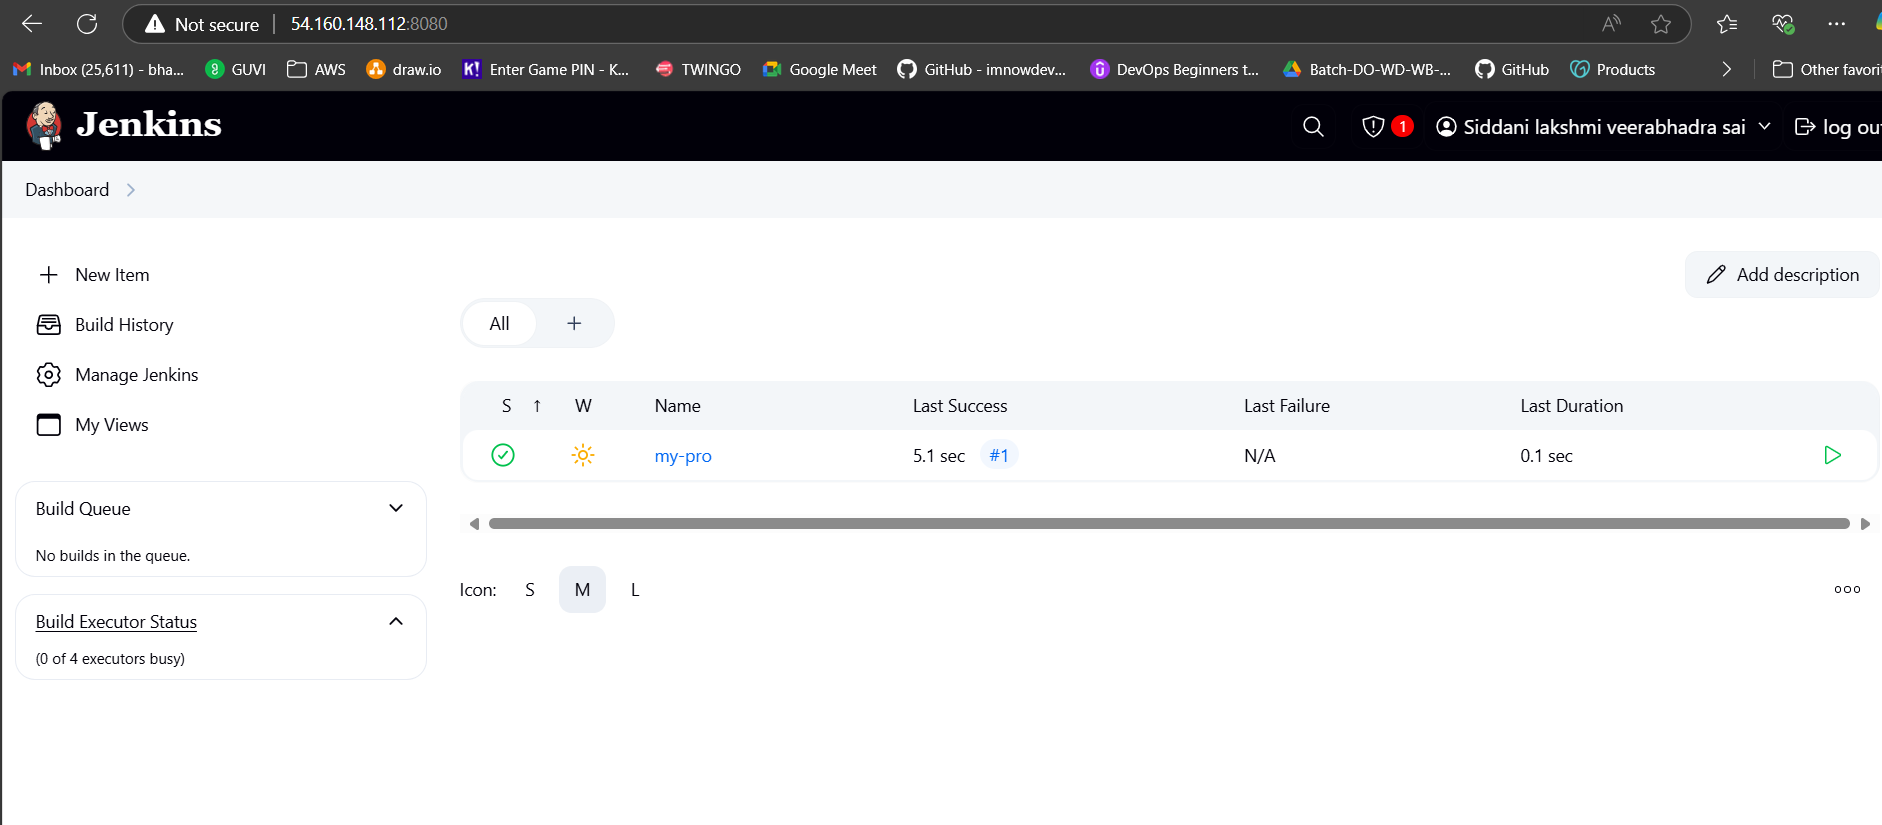 Not secure 54.160.148.112:8080
Inbox (25,611) - bha... GUVI AWS draw.io K! Enter Game PIN - K... TWINGO Google Meet GitHub - imnowdev... DevOps Beginners t... Batch-DO-WD-WB-... GitHub Products Other favori
Jenkins 1 Siddani lakshmi veerabhadra sai log out
Dashboard
New Item
Add description
Build History
All +
Manage Jenkins
My Views
S ↑ W Name Last Success Last Failure Last Duration
my-pro 5.1 sec #1 N/A 0.1 sec
Build Queue
No builds in the queue.
Icon: S M L
Build Executor Status
(0 of 4 executors busy)